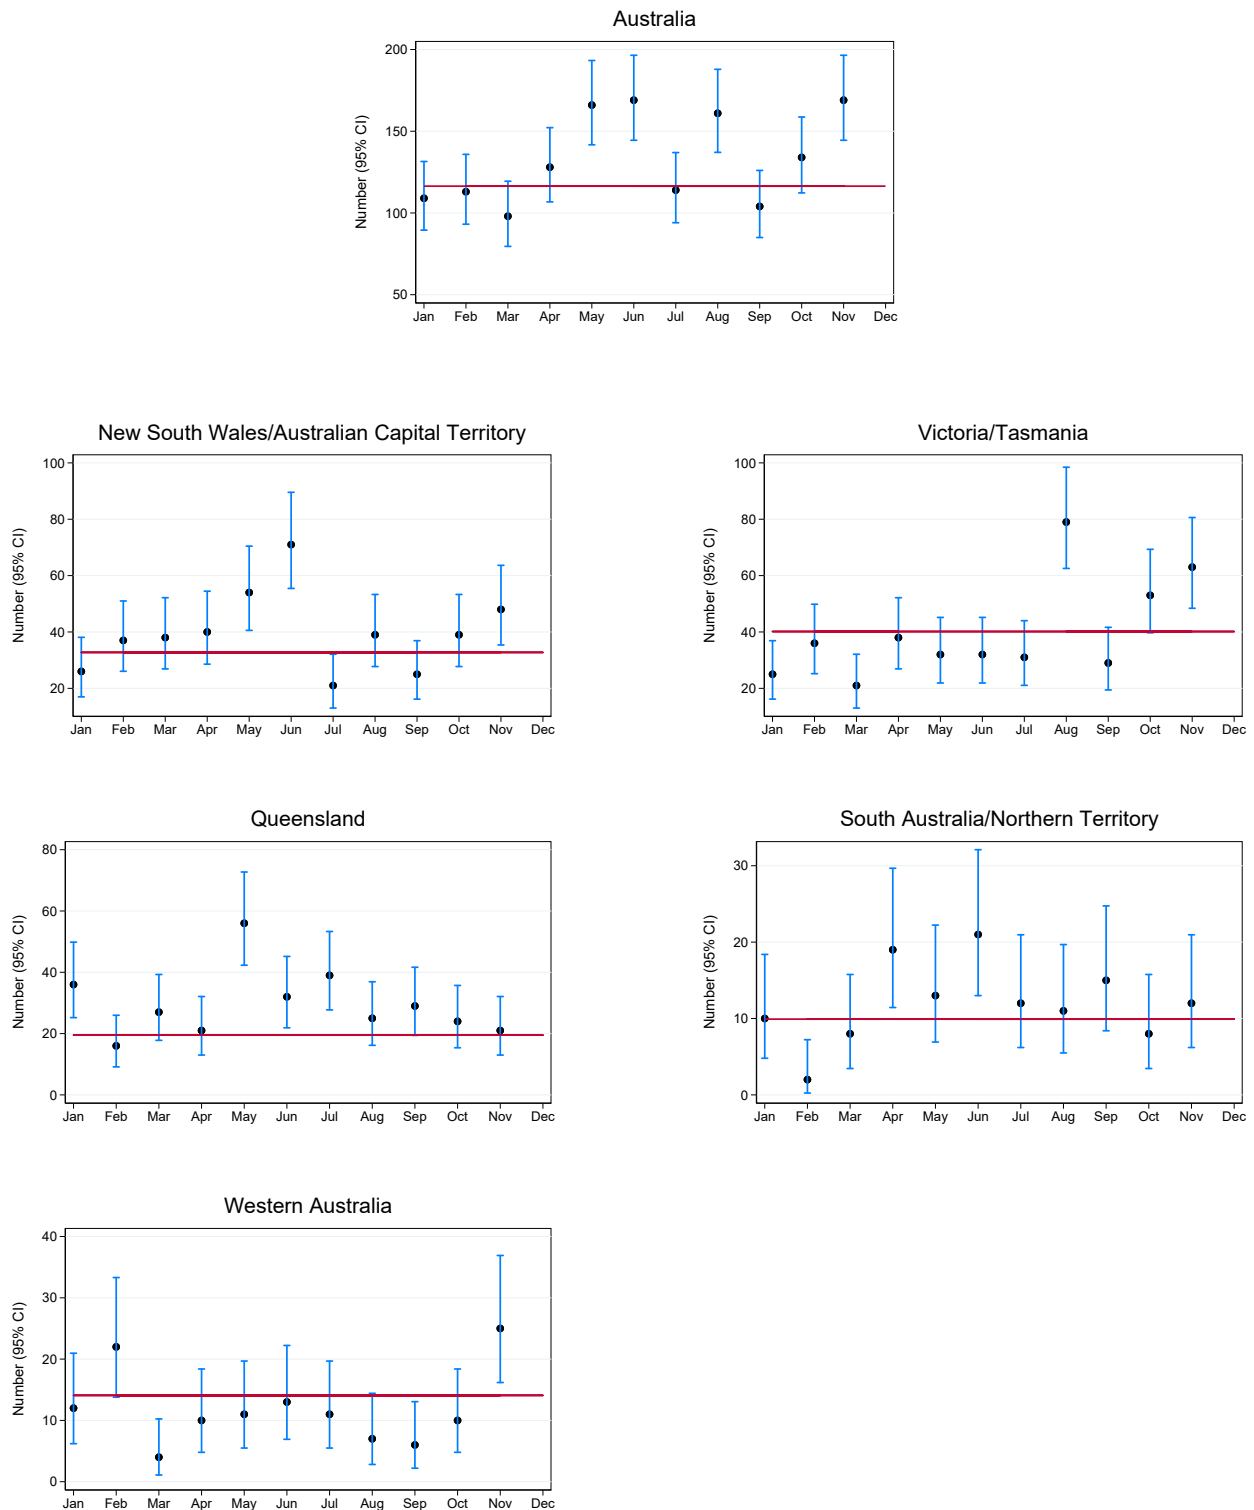 Australia
Number (95% CI)
200
150
100
50
Jan Feb Mar Apr May Jun Jul Aug Sep Oct Nov Dec
New South Wales/Australian Capital Territory
Number (95% CI)
100
80
60
40
20
Jan Feb Mar Apr May Jun Jul Aug Sep Oct Nov Dec
Victoria/Tasmania
Number (95% CI)
100
80
60
40
20
Jan Feb Mar Apr May Jun Jul Aug Sep Oct Nov Dec
Queensland
Number (95% CI)
80
60
40
20
0
Jan Feb Mar Apr May Jun Jul Aug Sep Oct Nov Dec
South Australia/Northern Territory
Number (95% CI)
30
20
10
0
Jan Feb Mar Apr May Jun Jul Aug Sep Oct Nov Dec
Western Australia
Number (95% CI)
40
30
20
10
0
Jan Feb Mar Apr May Jun Jul Aug Sep Oct Nov Dec